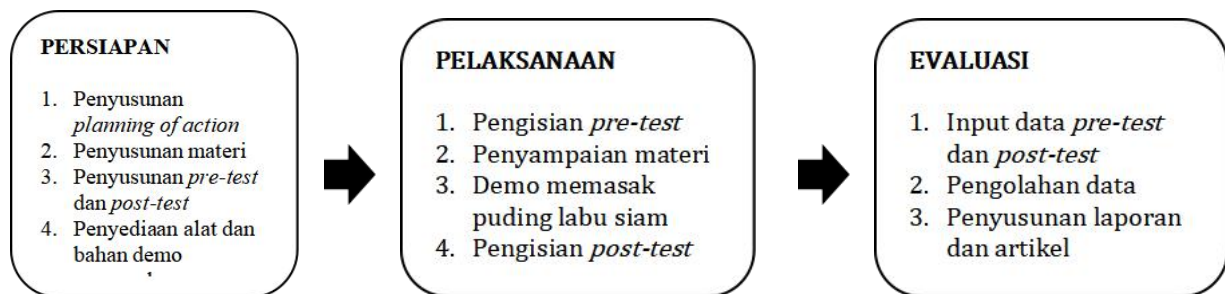 PERSIAPAN
1. Penyusunan
planning of action
2. Penyusunan materi
3. Penyusunan pre-test
dan post-test
4. Penyediaan alat dan
bahan demo
PELAKSANAAN
1. Pengisian pre-test
2. Penyampaian materi
3. Demo memasak
puding labu siam
4. Pengisian post-test
EVALUASI
1. Input data pre-test
dan post-test
2. Pengolahan data
3. Penyusunan laporan
dan artikel